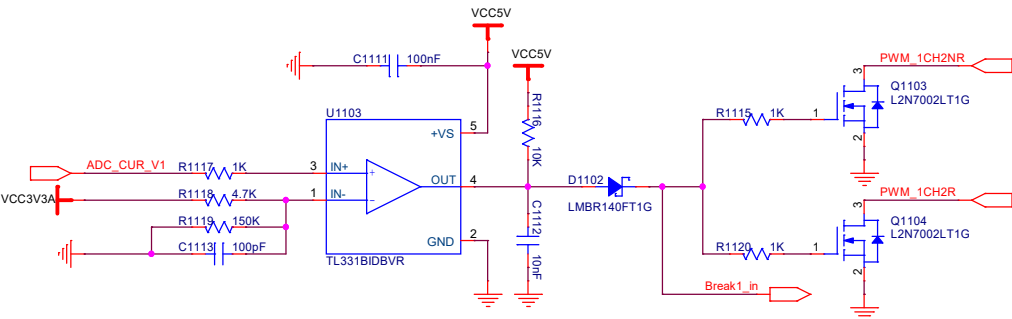 VCC5V
C1111 100nF
VCC5V
R1116
10K
U1103
+VS
5
ADC_CUR_V1
R1117 1K
3
IN+
VCC3V3A
R1118 4.7K
1
IN-
OUT
4
R1119 150K
C1113 100pF
GND
2
TL331BIDBVR
C1112
10nF
D1102
LMBR140FT1G
R1115 1K
1
3
2
Q1103
L2N7002LT1G
PWM_1CH2NR
R1120 1K
1
3
2
Q1104
L2N7002LT1G
PWM_1CH2R
Break1_in